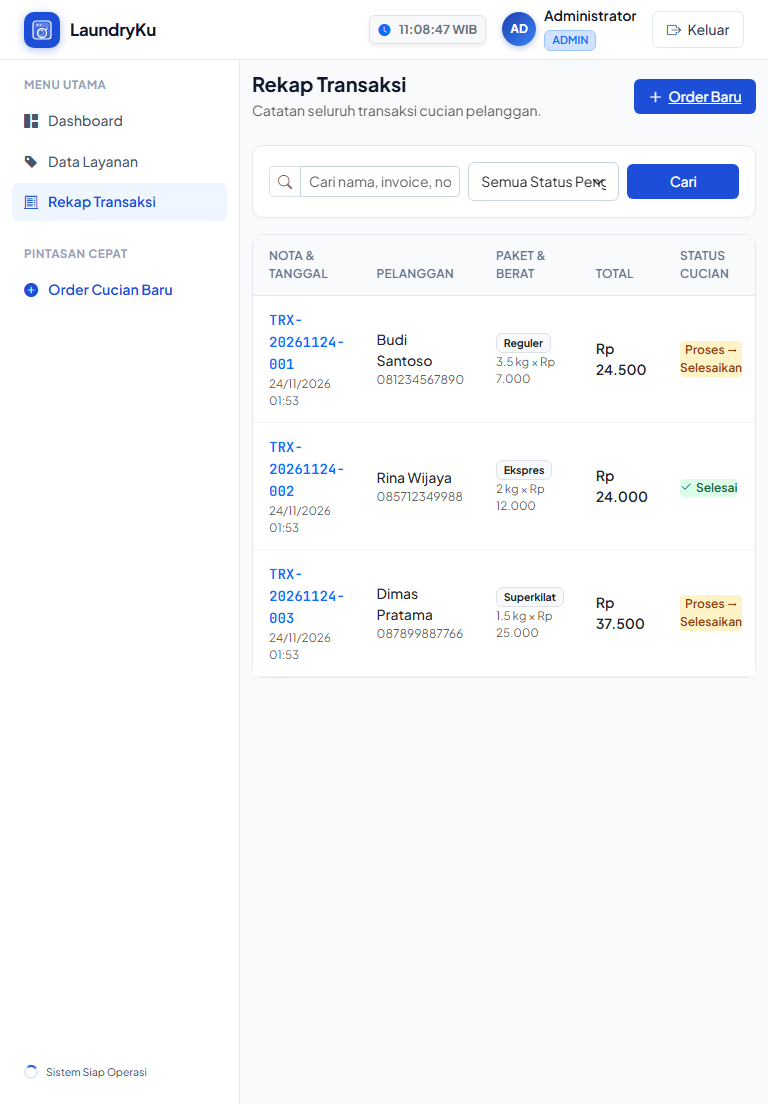 LaundryKu
11:08:47 WIB
AD
Administrator
ADMIN
Keluar
MENU UTAMA
Dashboard
Data Layanan
Rekap Transaksi
PINTASAN CEPAT
Order Cucian Baru
Sistem Siap Operasi
Rekap Transaksi
Catatan seluruh transaksi cucian pelanggan.
Order Baru
Cari nama, invoice, no
Semua Status
Cari
NOTA &
TANGGAL
PELANGGAN
PAKET &
BERAT
TOTAL
STATUS
CUCIAN
TRX-
20261124-
001
24/11/2026
01:53
Budi
Santoso
081234567890
Reguler
3.5 kg × Rp
7.000
Rp
24.500
Proses →
Selesaikan
TRX-
20261124-
002
24/11/2026
01:53
Rina Wijaya
085712349988
Ekspres
2 kg × Rp
12.000
Rp
24.000
✓ Selesai
TRX-
20261124-
003
24/11/2026
01:53
Dimas
Pratama
087899887766
Superkilat
1.5 kg × Rp
25.000
Rp
37.500
Proses →
Selesaikan